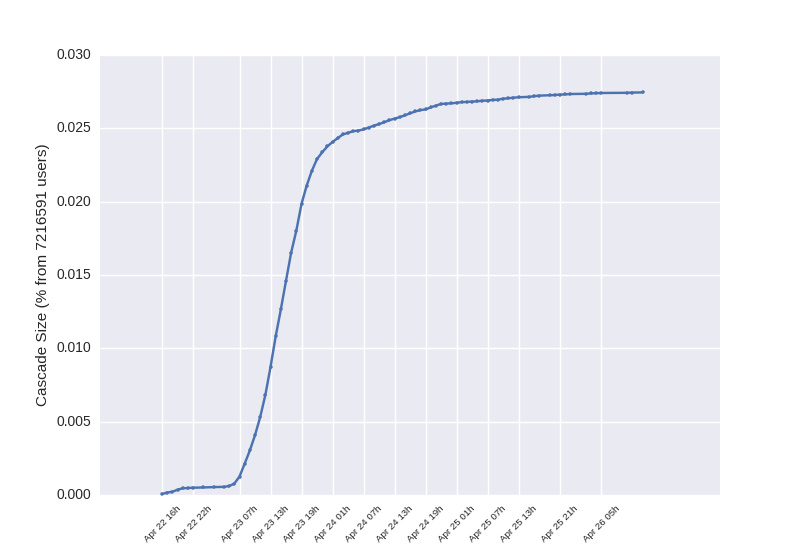 0.030
0.025
0.020
0.015
0.010
0.005
0.000
Cascade Size (% from 7216591 users)
Apr 22 16h
Apr 22 22h
Apr 23 07h
Apr 23 13h
Apr 23 19h
Apr 24 01h
Apr 24 07h
Apr 24 13h
Apr 24 19h
Apr 25 01h
Apr 25 07h
Apr 25 13h
Apr 25 21h
Apr 26 05h